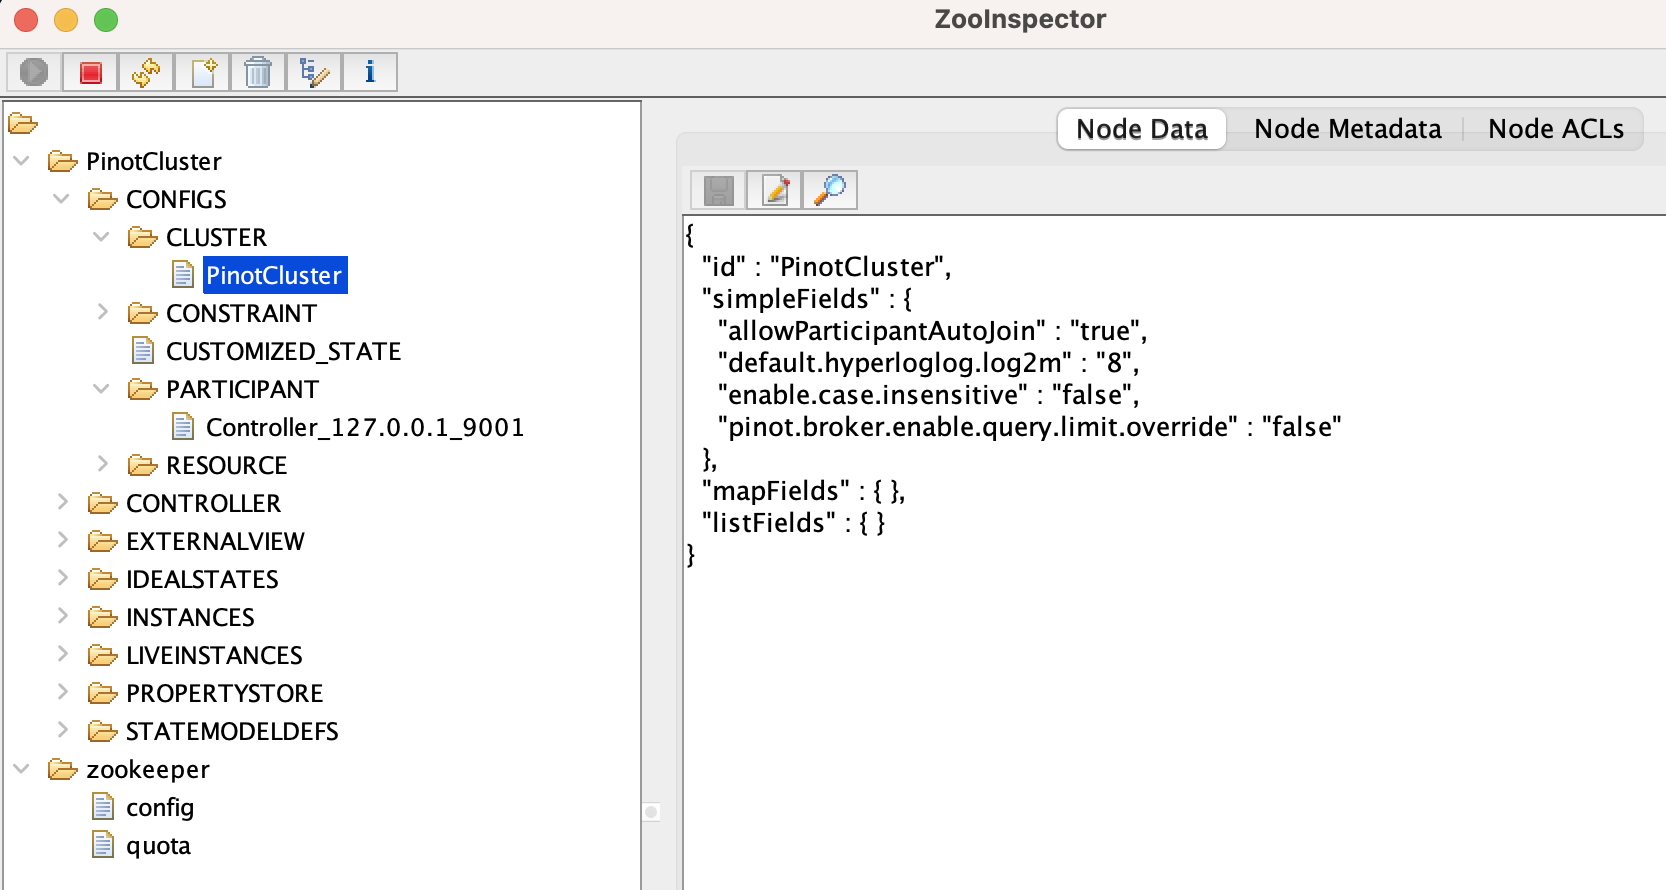 ZooInspector
PinotCluster
CONFIGS
CLUSTER
PinotCluster
CONSTRAINT
CUSTOMIZED_STATE
PARTICIPANT
Controller_127.0.0.1_9001
RESOURCE
CONTROLLER
EXTERNALVIEW
IDEALSTATES
INSTANCES
LIVEINSTANCES
PROPERTYSTORE
STATEMODELDEFS
zookeeper
config
quota
Node Data Node Metadata Node ACLs
{
"id" : "PinotCluster",
"simpleFields" : {
"allowParticipantAutoJoin" : "true",
"default.hyperloglog.log2m" : "8",
"enable.case.insensitive" : "false",
"pinot.broker.enable.query.limit.override" : "false"
},
"mapFields" : { },
"listFields" : { }
}